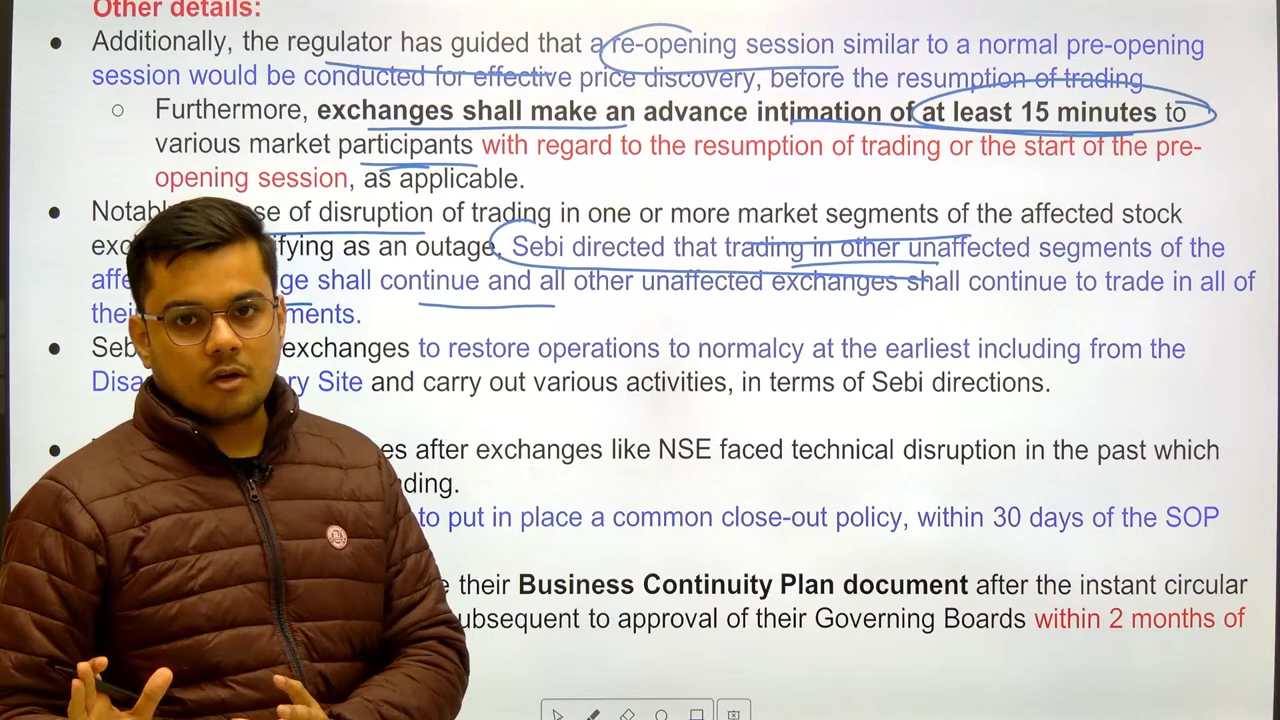 Other details:
● Additionally, the regulator has guided that a re-opening session similar to a normal pre-opening
session would be conducted for effective price discovery, before the resumption of trading.
○ Furthermore, exchanges shall make an advance intimation of at least 15 minutes to
various market participants with regard to the resumption of trading or the start of the pre-
opening session, as applicable.
● Notab se of disruption of trading in one or more market segments of the affected stock
exc ifying as an outage, Sebi directed that trading in other unaffected segments of the
affe ge shall continue and all other unaffected exchanges shall continue to trade in all of
thei ments.
● Seb exchanges to restore operations to normalcy at the earliest including from the
Disa ry Site and carry out various activities, in terms of Sebi directions.
● es after exchanges like NSE faced technical disruption in the past which
ding.
to put in place a common close-out policy, within 30 days of the SOP
their Business Continuity Plan document after the instant circular
ubsequent to approval of their Governing Boards within 2 months of